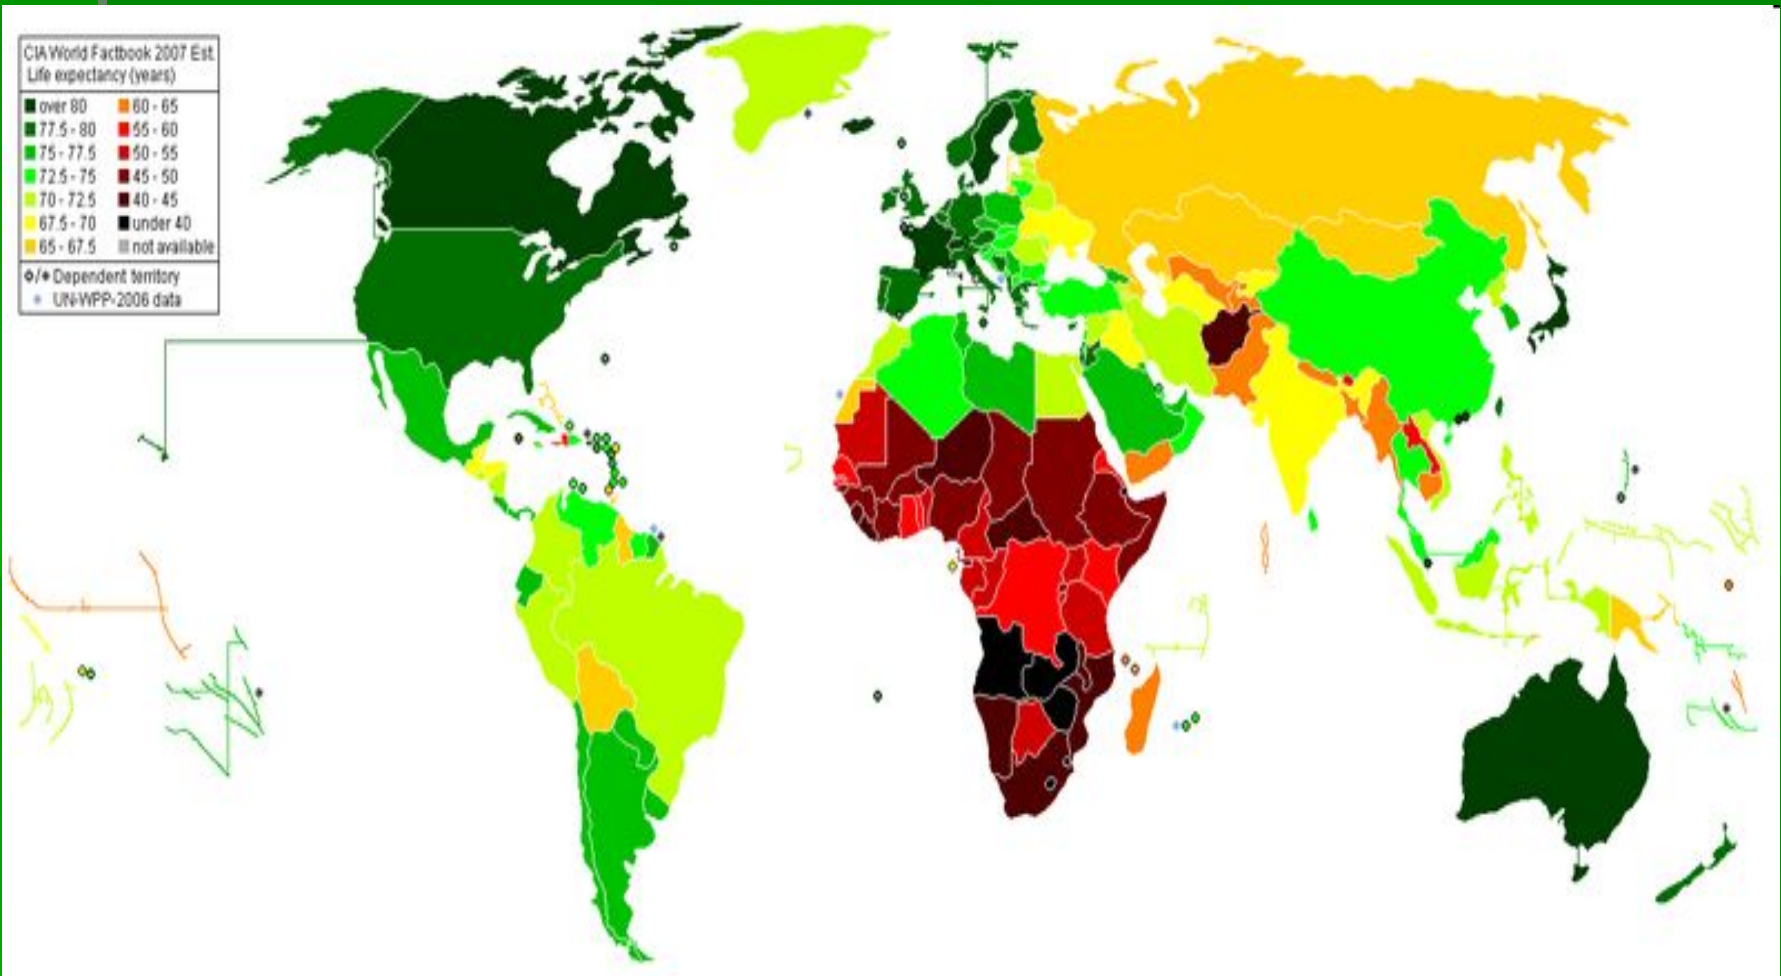 CIA World Factbook 2007 Est.
Life expectancy (years)
over 80
77.5 - 80
75 - 77.5
72.5 - 75
70 - 72.5
67.5 - 70
65 - 67.5
60 - 65
55 - 60
50 - 55
45 - 50
40 - 45
under 40
not available
Dependent territory
UN-WPP-2006 data